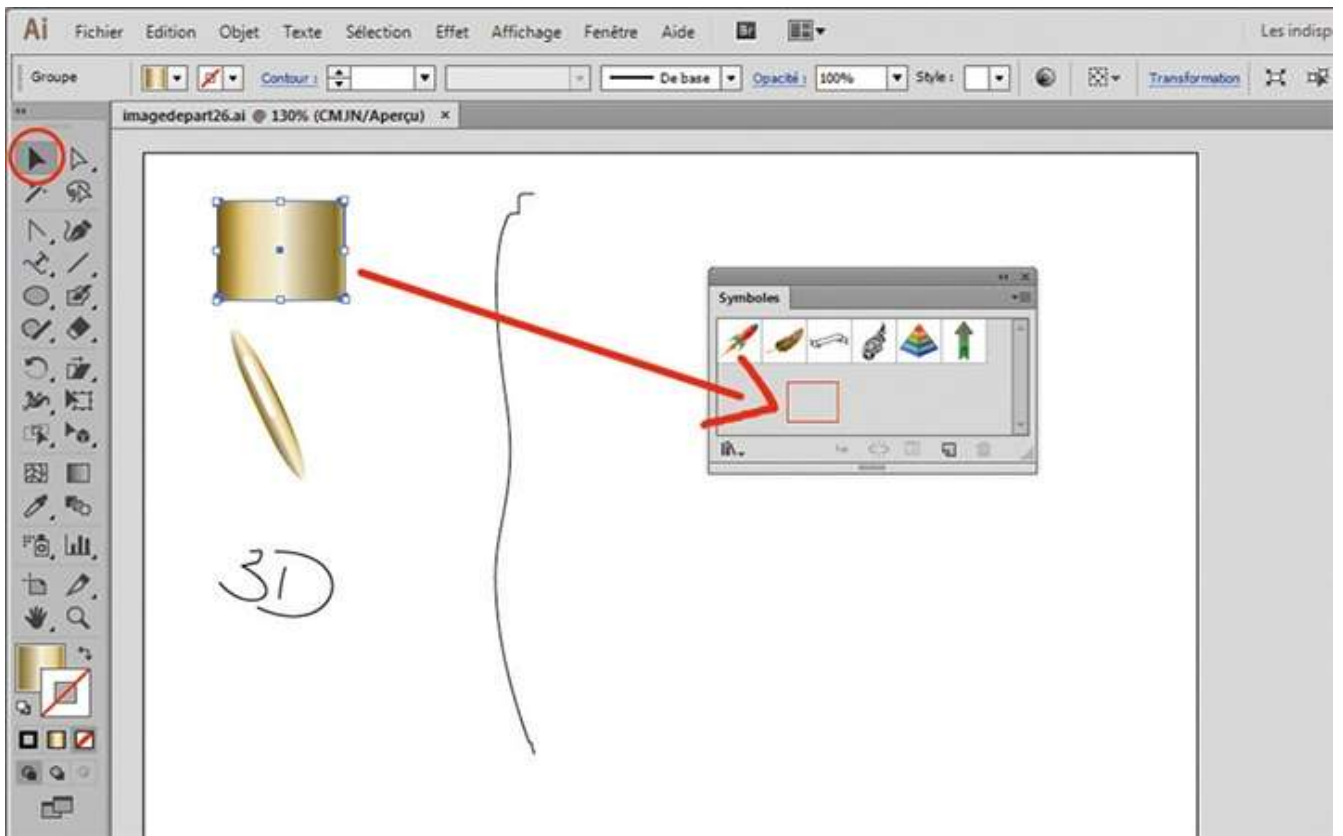 Ai Fichier Edition Objet Texte Sélection Effet Affichage Fenêtre Aide Br Les indisp
Groupe Contour : De base Opacité : 100% Style : Transformation
imagedepart26.ai @ 130% (CMJN/Aperçu) ×
Symboles
3D